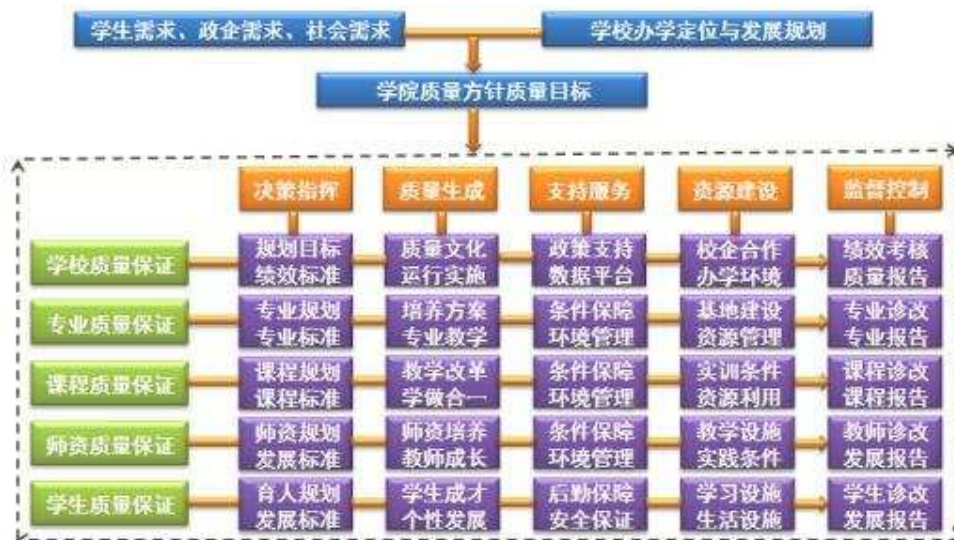 学生需求、政企需求、社会需求
学校办学定位与发展规划
学院质量方针质量目标
决策指挥
质量生成
支持服务
资源建设
监督控制
学校质量保证
规划目标
绩效标准
质量文化
运行实施
政策支持
数据平台
校企合作
办学环境
绩效考核
质量报告
专业质量保证
专业规划
专业标准
培养方案
专业教学
条件保障
环境管理
基地建设
资源管理
专业诊改
专业报告
课程质量保证
课程规划
课程标准
教学改革
学做合一
条件保障
环境管理
实训条件
资源利用
课程诊改
课程报告
师资质量保证
师资规划
发展标准
师资培养
教师成长
条件保障
环境管理
教学设施
实践条件
教师诊改
发展报告
学生质量保证
育人规划
发展标准
学生成才
个性发展
后勤保障
安全保证
学习设施
生活设施
学生诊改
发展报告